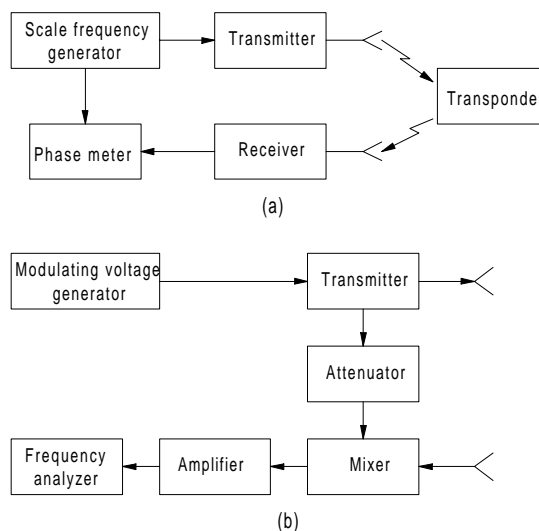 Scale frequency
generator
Transmitter
Transponde
Phase meter
Receiver
(a)
Modulating voltage
generator
Transmitter
Attenuator
Frequency
analyzer
Amplifier
Mixer
(b)